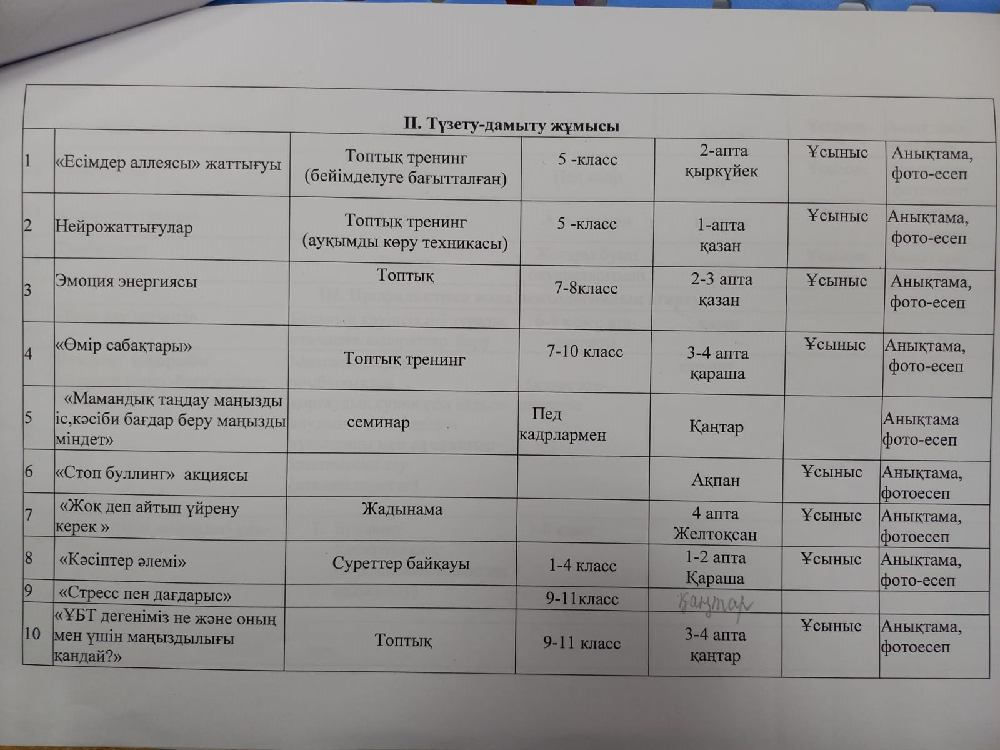 II. Түзету-дамыту жұмысы
1 «Есімдер аллеясы» жаттығуы Топтық тренинг (бейімделуге бағытталған) 5 -класс 2-апта қыркүйек Ұсыныс Анықтама, фото-есеп
2 Нейрожаттығулар Топтық тренинг (ауқымды көру техникасы) 5 -класс 1-апта қазан Ұсыныс Анықтама, фото-есеп
3 Эмоция энергиясы Топтық 7-8класс 2-3 апта қазан Ұсыныс Анықтама, фото-есеп
4 «Өмір сабақтары» Топтық тренинг 7-10 класс 3-4 апта қараша Ұсыныс Анықтама, фото-есеп
5 «Мамандық таңдау маңызды іс,кәсіби бағдар беру маңызды міндет» семинар Пед кадрлармен Қаңтар Анықтама фото-есеп
6 «Стоп буллинг» акциясы Ақпан Ұсыныс Анықтама, фотоесеп
7 «Жоқ деп айтып үйрену керек » Жадынама 4 апта Желтоқсан Ұсыныс Анықтама, фотоесеп
8 «Кәсіптер әлемі» Суреттер байқауы 1-4 класс 1-2 апта Қараша Ұсыныс Анықтама, фото-есеп
9 «Стресс пен дағдарыс» 9-11класс қаңтар
10 «ҰБТ дегеніміз не және оның мен үшін маңыздылығы қандай?» Топтық 9-11 класс 3-4 апта қаңтар Ұсыныс Анықтама, фотоесеп